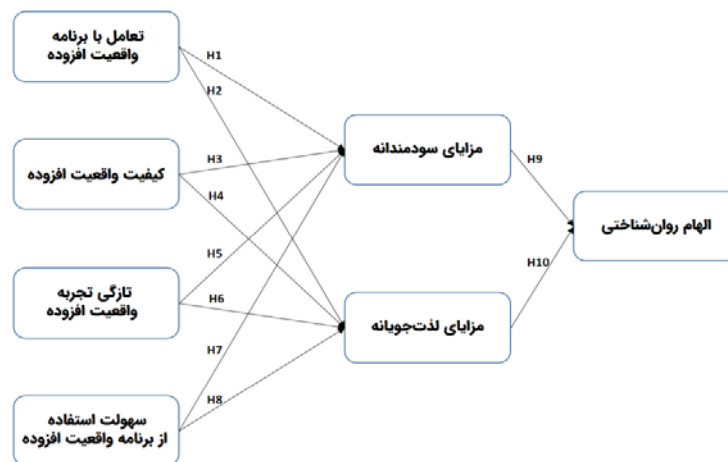 تعامل با برنامه
واقعیت افزوده
H1
H2
کیفیت واقعیت افزوده
H3
H4
تازگی تجربه
واقعیت افزوده
H5
H6
سهولت استفاده
از برنامه واقعیت افزوده
H7
H8
مزایای سودمندانه
مزایای لذت‌جویانه
H9
H10
الهام روان‌شناختی